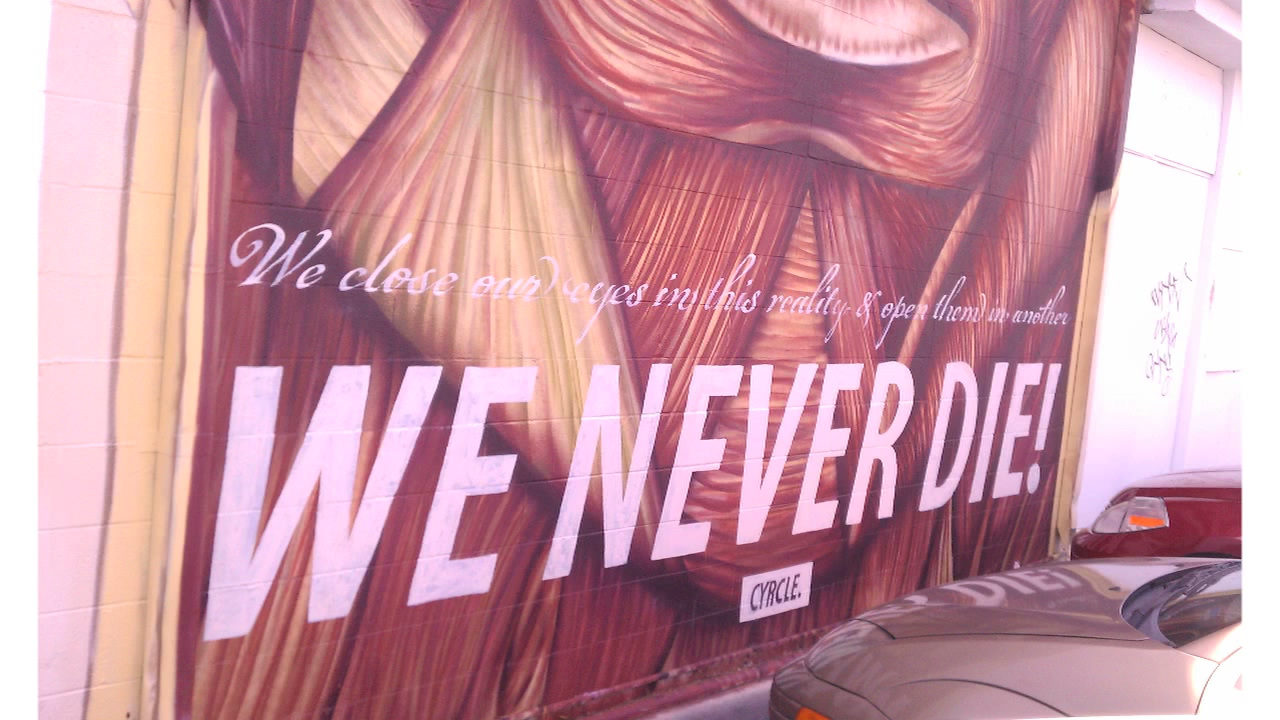 We close our eyes in this reality & open them in another
WE NEVER DIE!
CYRCLE.